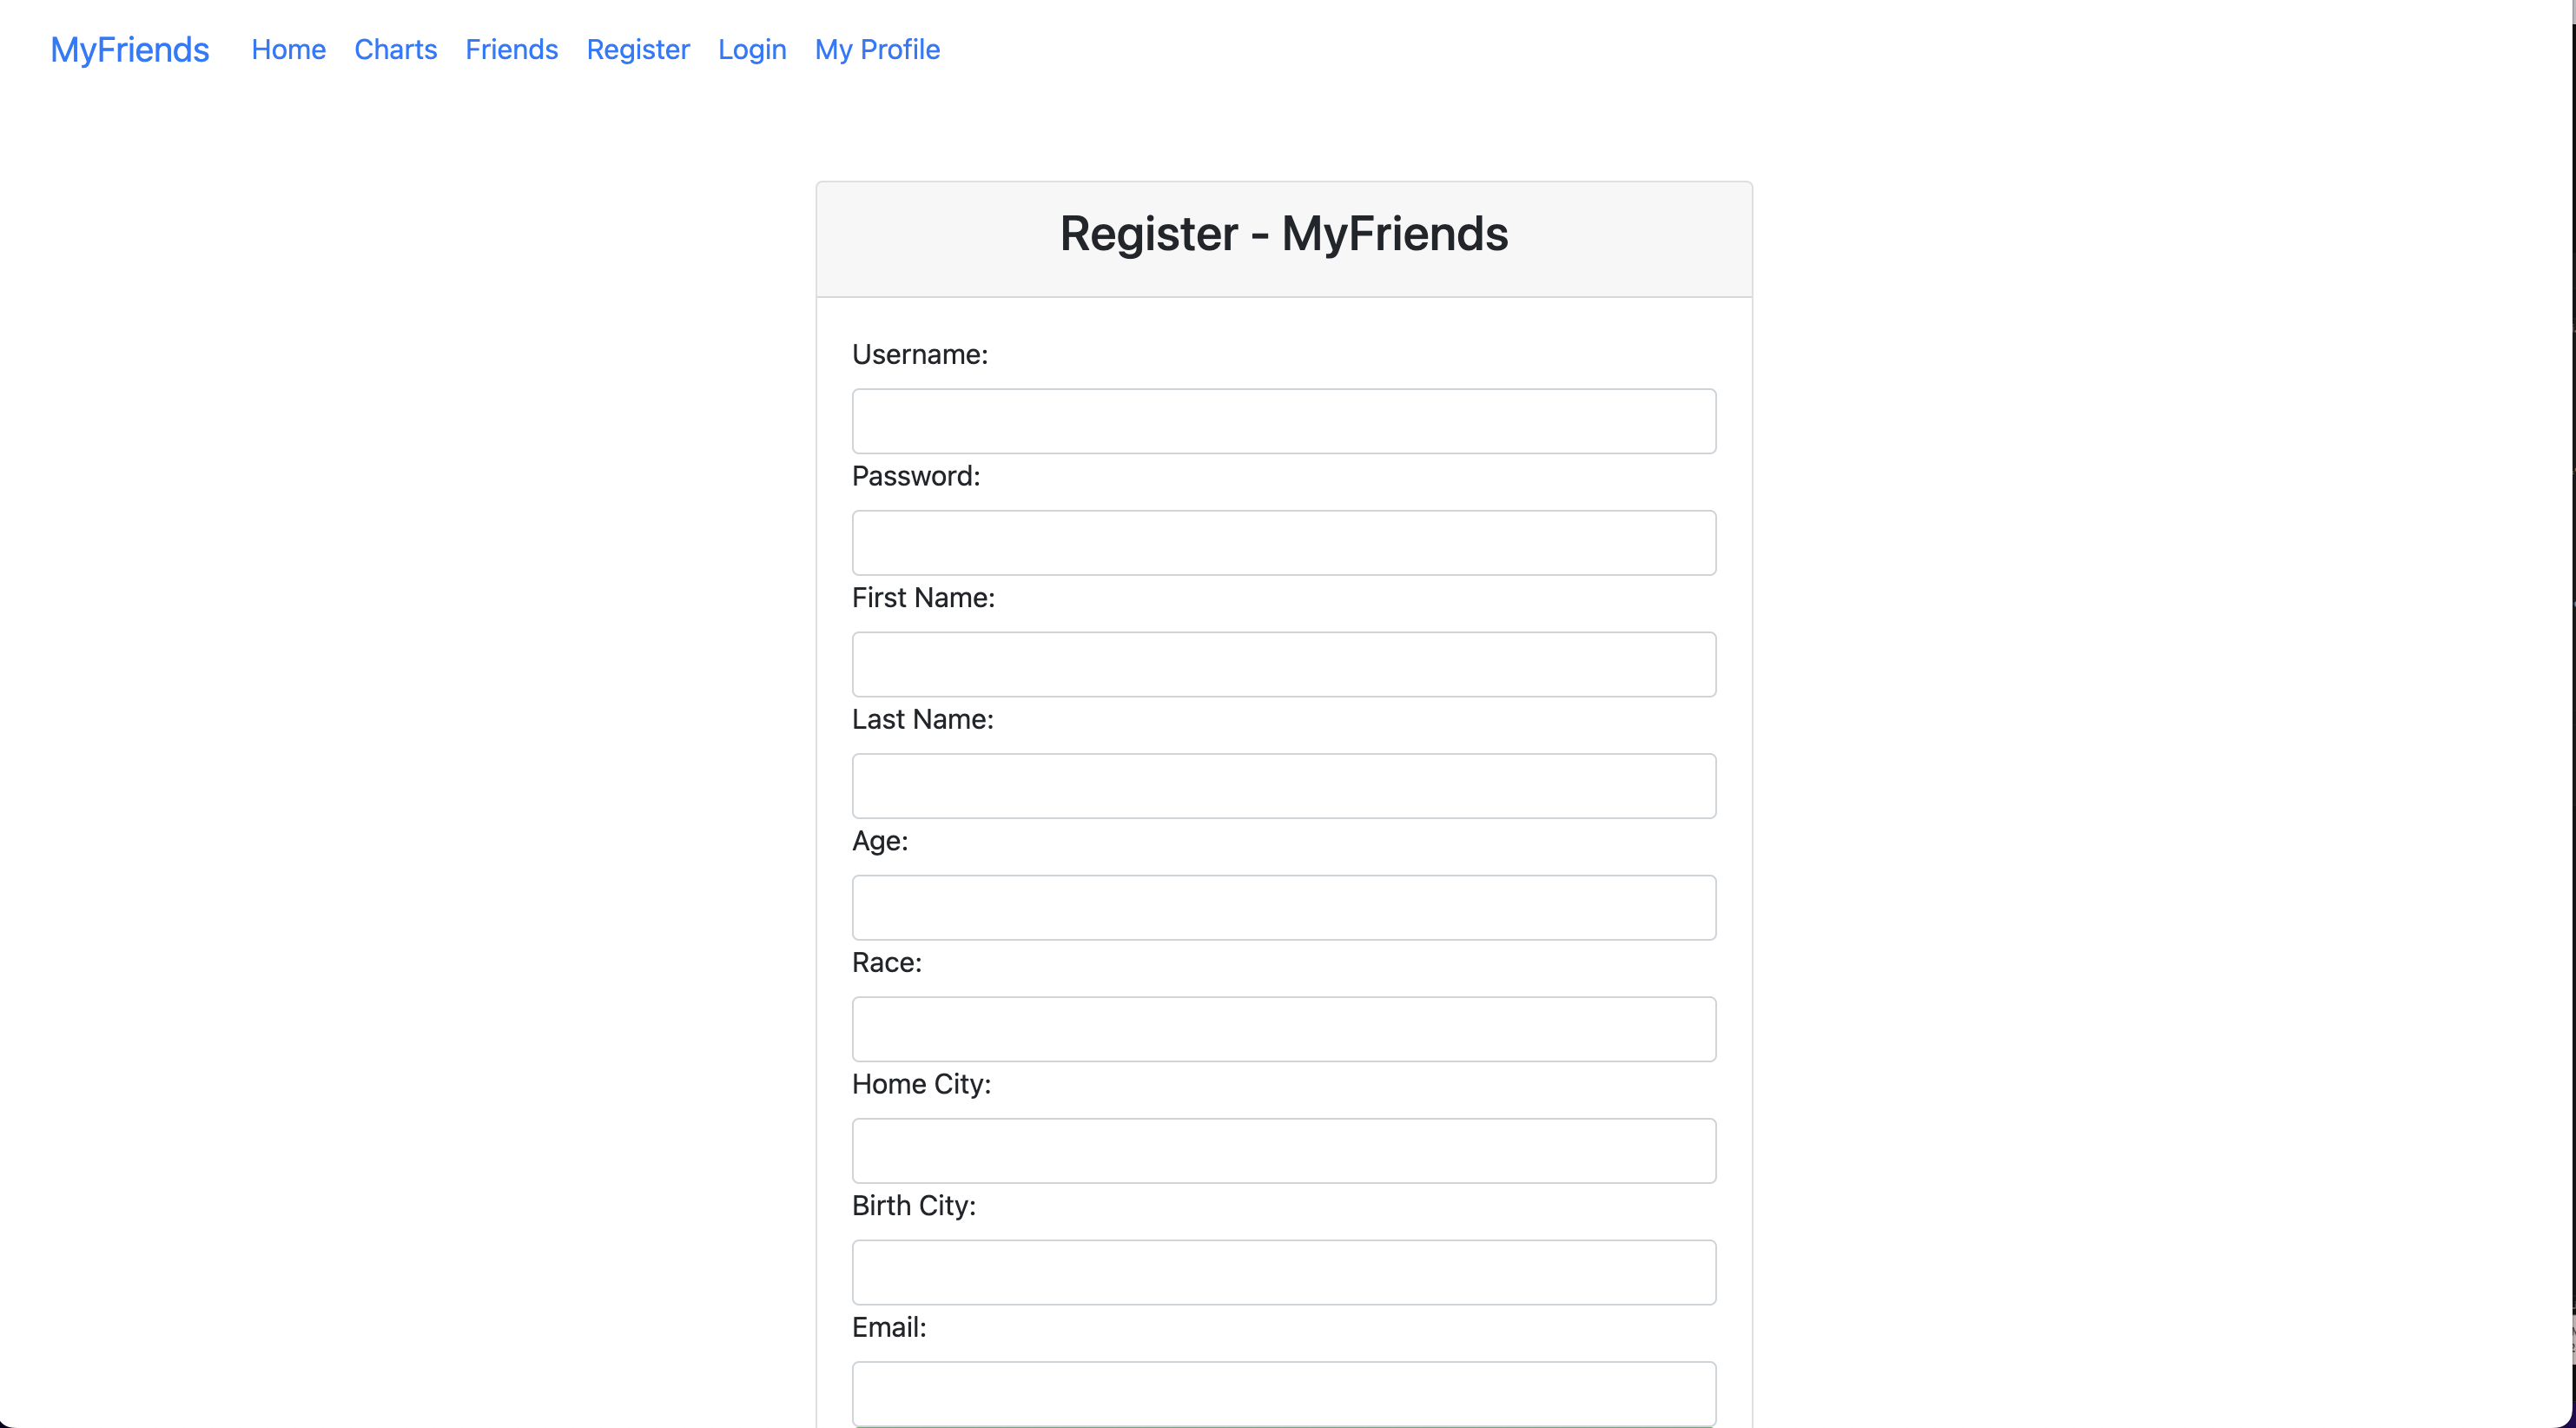 MyFriends Home Charts Friends Register Login My Profile
Register - MyFriends
Username:
Password:
First Name:
Last Name:
Age:
Race:
Home City:
Birth City:
Email: